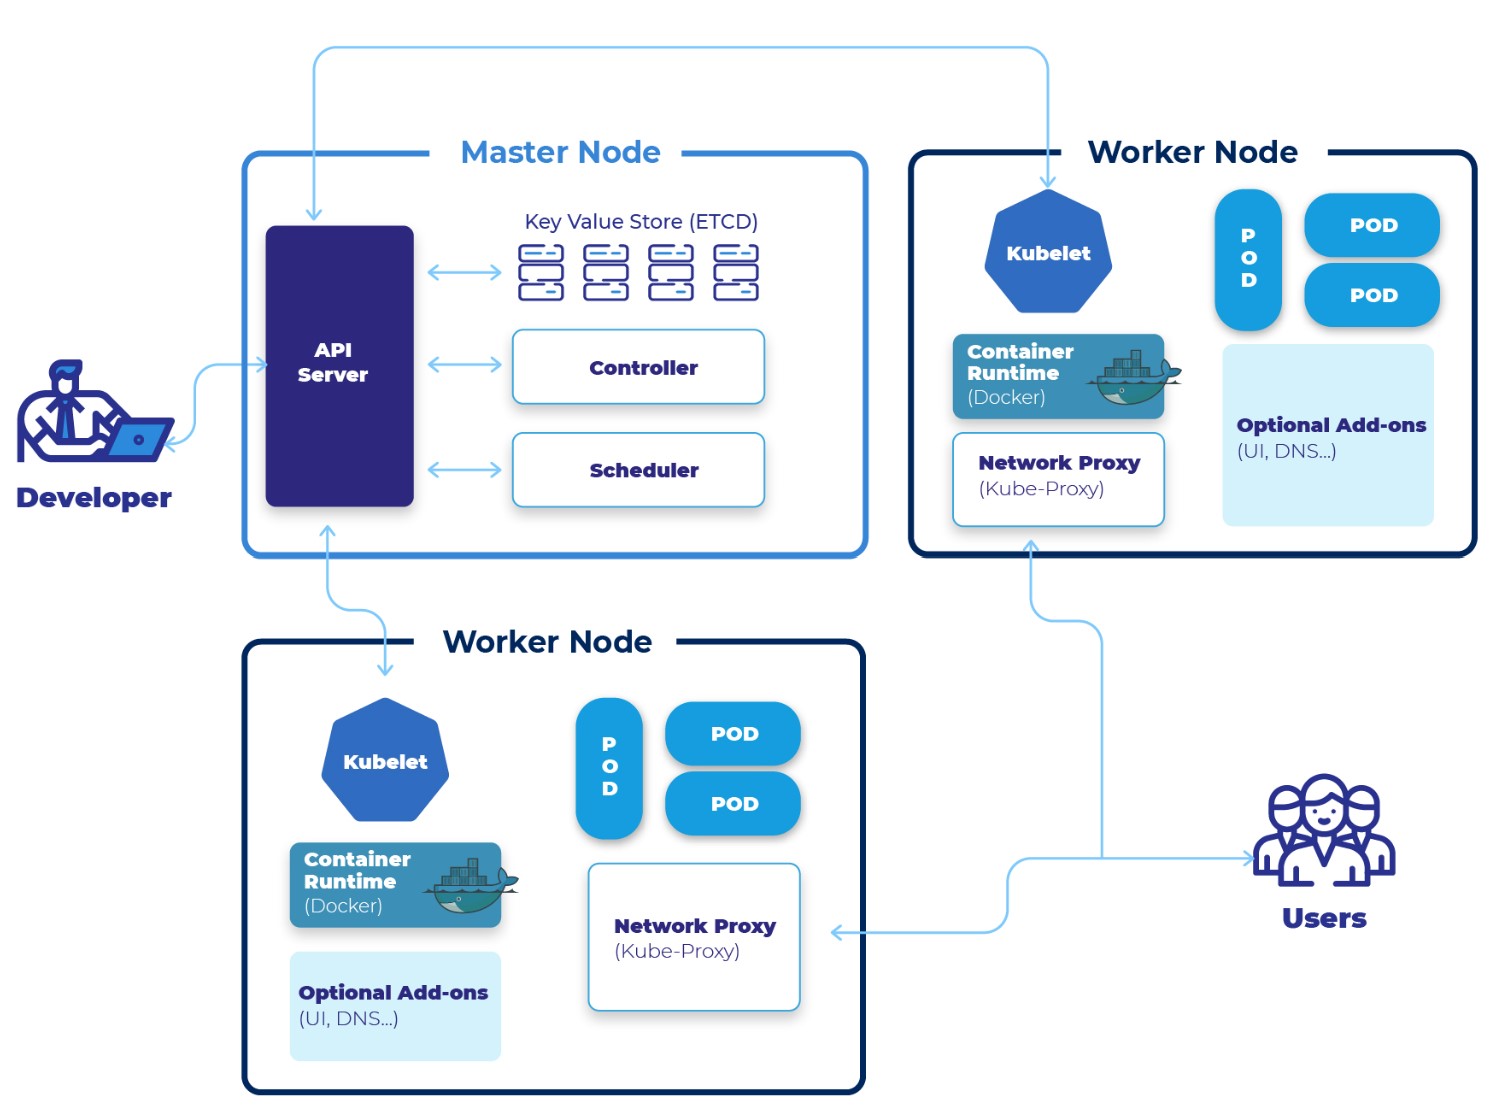 Master Node
Key Value Store (ETCD)
API
Server
Controller
Scheduler
Developer
Worker Node
Kubelet
P
O
D
POD
POD
Container
Runtime
(Docker)
Network Proxy
(Kube-Proxy)
Optional Add-ons
(UI, DNS...)
Worker Node
Kubelet
P
O
D
POD
POD
Container
Runtime
(Docker)
Network Proxy
(Kube-Proxy)
Optional Add-ons
(UI, DNS...)
Users